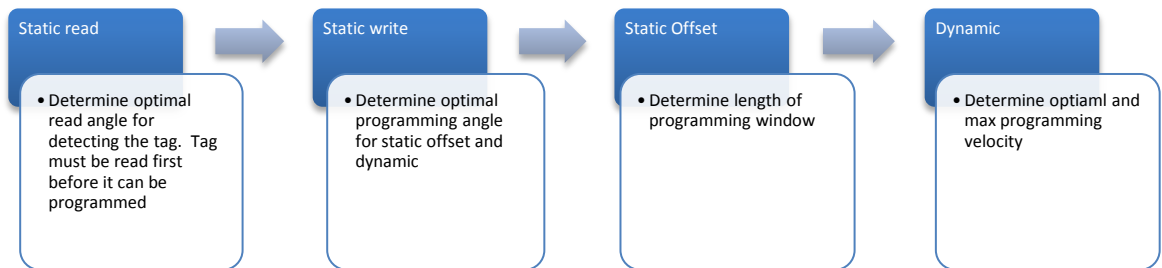 Static read
• Determine optimal
read angle for
detecting the tag.  Tag
must be read first
before it can be
programmed
Static write
• Determine optimal
programming angle
for static offset and
dynamic
Static Offset
• Determine length of
programming window
Dynamic
• Determine optiaml and
max programming
velocity